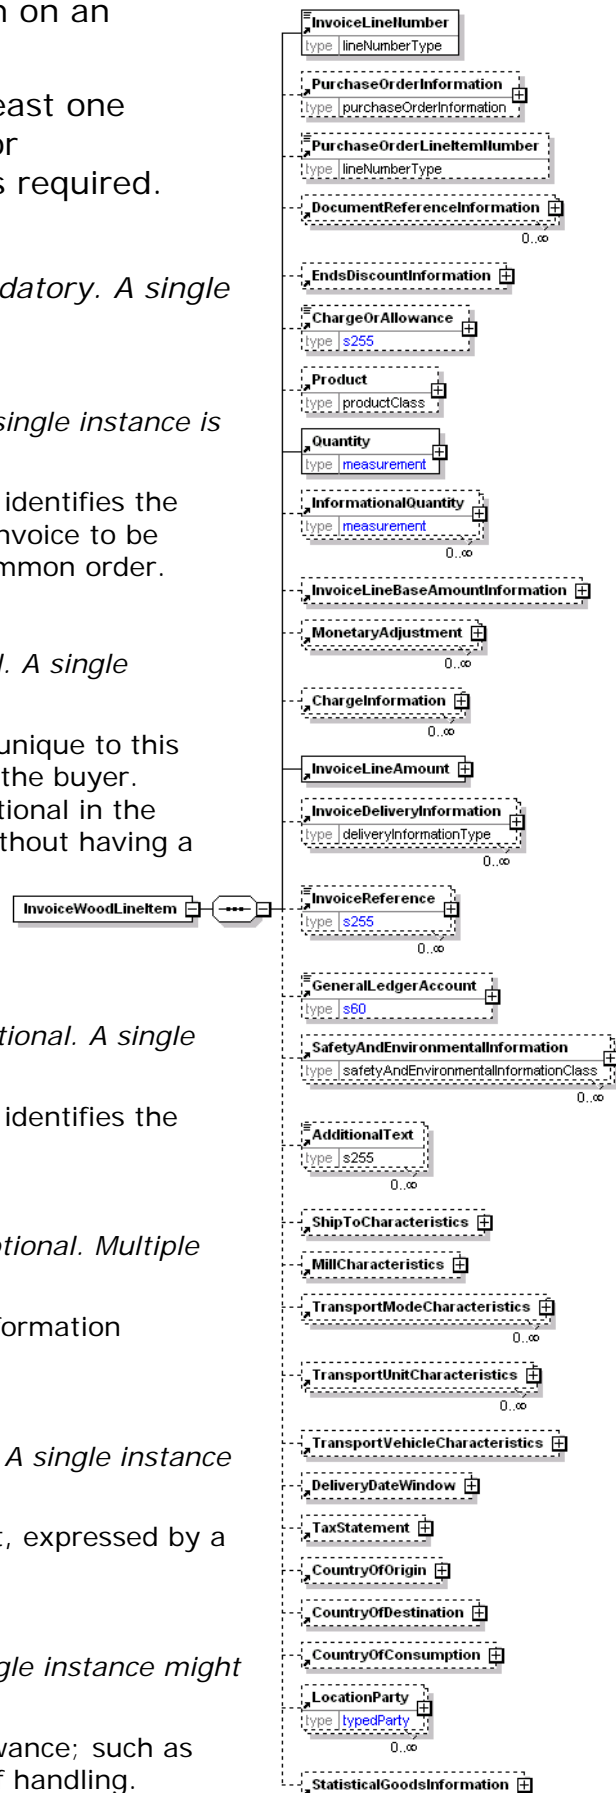 n on an
east one
or
s required.
datory. A single
single instance is
identifies the
nvoice to be
mmon order.
l. A single
unique to this
the buyer.
tional in the
thout having a
tional. A single
identifies the
otional. Multiple
formation
A single instance
t, expressed by a
gle instance might
wance; such as
f handling.
InvoiceWoodLineItem
InvoiceLineNumber
type lineNumberType
PurchaseOrderInformation
type purchaseOrderInformation
PurchaseOrderLineItemNumber
type lineNumberType
DocumentReferenceInformation
0..∞
EndsDiscountInformation
ChargeOrAllowance
type s255
Product
type productClass
Quantity
type measurement
InformationalQuantity
type measurement
0..∞
InvoiceLineBaseAmountInformation
MonetaryAdjustment
0..∞
ChargeInformation
0..∞
InvoiceLineAmount
InvoiceDeliveryInformation
type deliveryInformationType
0..∞
InvoiceReference
type s255
0..∞
GeneralLedgerAccount
type s60
SafetyAndEnvironmentalInformation
type safetyAndEnvironmentalInformationClass
0..∞
AdditionalText
type s255
0..∞
ShipToCharacteristics
MillCharacteristics
TransportModeCharacteristics
0..∞
TransportUnitCharacteristics
0..∞
TransportVehicleCharacteristics
DeliveryDateWindow
TaxStatement
CountryOfOrigin
CountryOfDestination
CountryOfConsumption
LocationParty
type typedParty
0..∞
StatisticalGoodsInformation